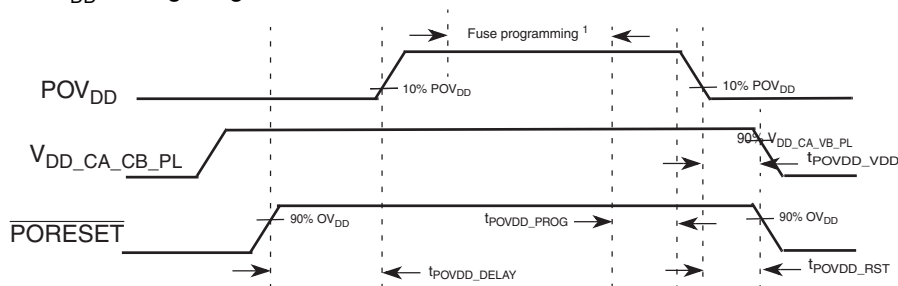 Fuse programming 1
POVDD
10% POVDD
10% POVDD
VDD_CA_CB_PL
90% VDD_CA_VB_PL
tPOVDD_VDD
PORESET
90% OVDD
tPOVDD_PROG
90% OVDD
tPOVDD_DELAY
tPOVDD_RST